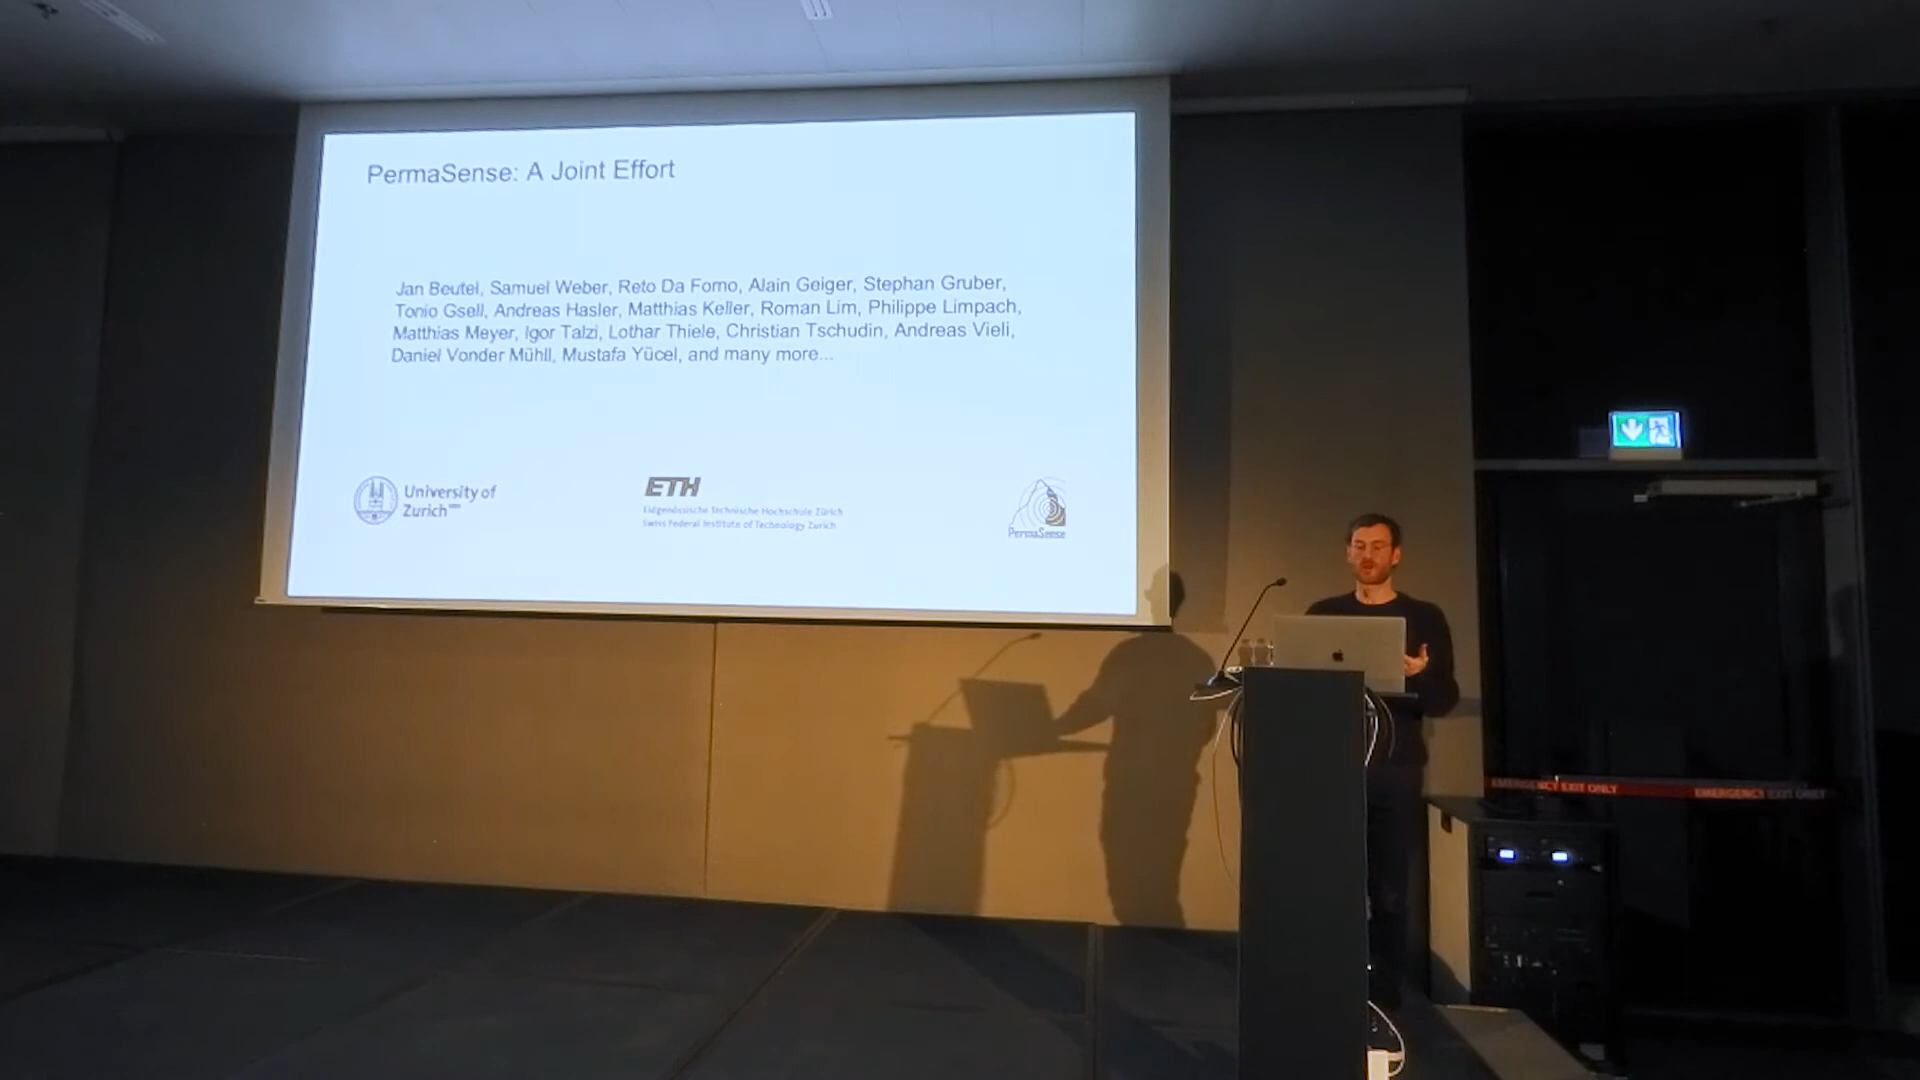 PermaSense: A Joint Effort
Jan Beutel, Samuel Weber, Reto Da Forno, Alain Geiger, Stephan Gruber,
Tonio Gsell, Andreas Hasler, Matthias Keller, Roman Lim, Philippe Limpach,
Matthias Meyer, Igor Talzi, Lothar Thiele, Christian Tschudin, Andreas Vieli,
Daniel Vonder Mühll, Mustafa Yücel, and many more...
University of
Zurich
ETH
Eidgenössische Technische Hochschule Zürich
Swiss Federal Institute of Technology Zurich
PermaSense
EMERGENCY EXIT ONLY
EMERGENCY EXIT ONLY